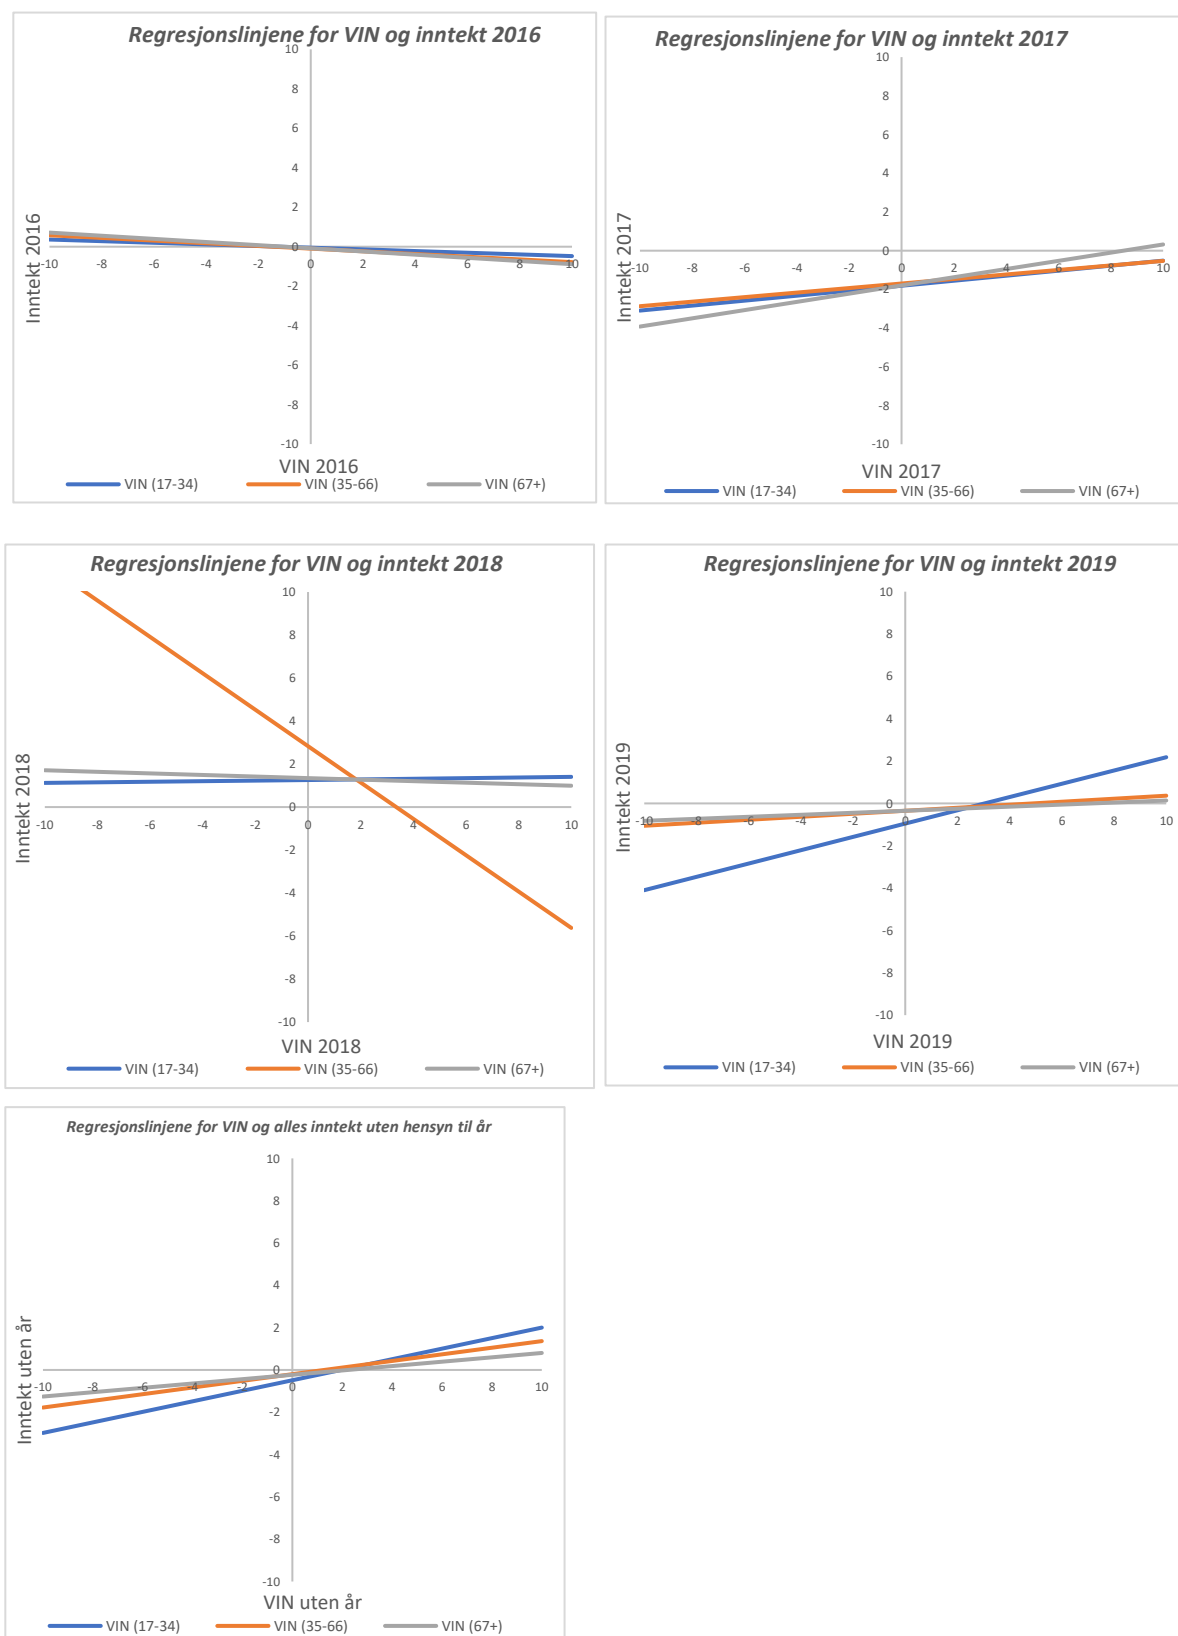 Regresjonslinjene for VIN og inntekt 2016
10
8
6
4
2
0
-2
-4
-6
-8
-10
-10 -8 -6 -4 -2 0 2 4 6 8 10
Inntekt 2016
VIN 2016
VIN (17-34) VIN (35-66) VIN (67+)
Regresjonslinjene for VIN og inntekt 2017
10
8
6
4
2
0
-2
-4
-6
-8
-10
-10 -8 -6 -4 -2 0 2 4 6 8 10
Inntekt 2017
VIN 2017
VIN (17-34) VIN (35-66) VIN (67+)
Regresjonslinjene for VIN og inntekt 2018
10
8
6
4
2
0
-2
-4
-6
-8
-10
-10 -8 -6 -4 -2 0 2 4 6 8 10
Inntekt 2018
VIN 2018
VIN (17-34) VIN (35-66) VIN (67+)
Regresjonslinjene for VIN og inntekt 2019
10
8
6
4
2
0
-2
-4
-6
-8
-10
-10 -8 -6 -4 -2 0 2 4 6 8 10
Inntekt 2019
VIN 2019
VIN (17-34) VIN (35-66) VIN (67+)
Regresjonslinjene for VIN og alles inntekt uten hensyn til år
10
8
6
4
2
0
-2
-4
-6
-8
-10
-10 -8 -6 -4 -2 0 2 4 6 8 10
Inntekt uten år
VIN uten år
VIN (17-34) VIN (35-66) VIN (67+)